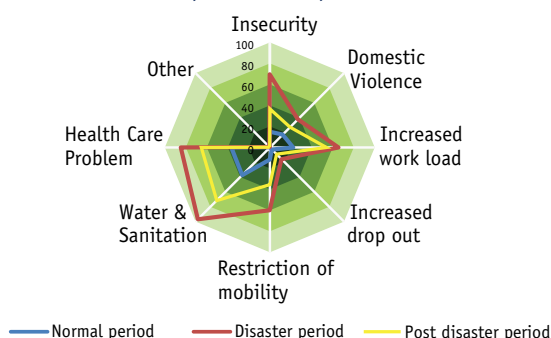 Insecurity
100
80
60
40
20
0
Domestic
Violence
Increased
work load
Increased
drop out
Restriction of
mobility
Water &
Sanitation
Health Care
Problem
Other
Normal period
Disaster period
Post disaster period